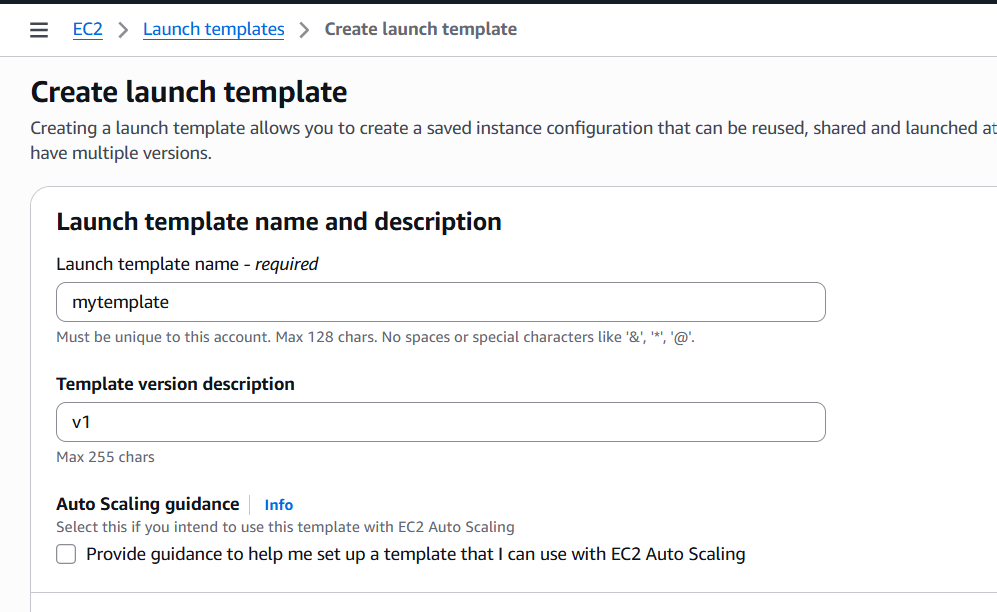 EC2 > Launch templates > Create launch template
Create launch template
Creating a launch template allows you to create a saved instance configuration that can be reused, shared and launched at
have multiple versions.
Launch template name and description
Launch template name - required
mytemplate
Must be unique to this account. Max 128 chars. No spaces or special characters like '&', '*', '@'.
Template version description
v1
Max 255 chars
Auto Scaling guidance | Info
Select this if you intend to use this template with EC2 Auto Scaling
Provide guidance to help me set up a template that I can use with EC2 Auto Scaling